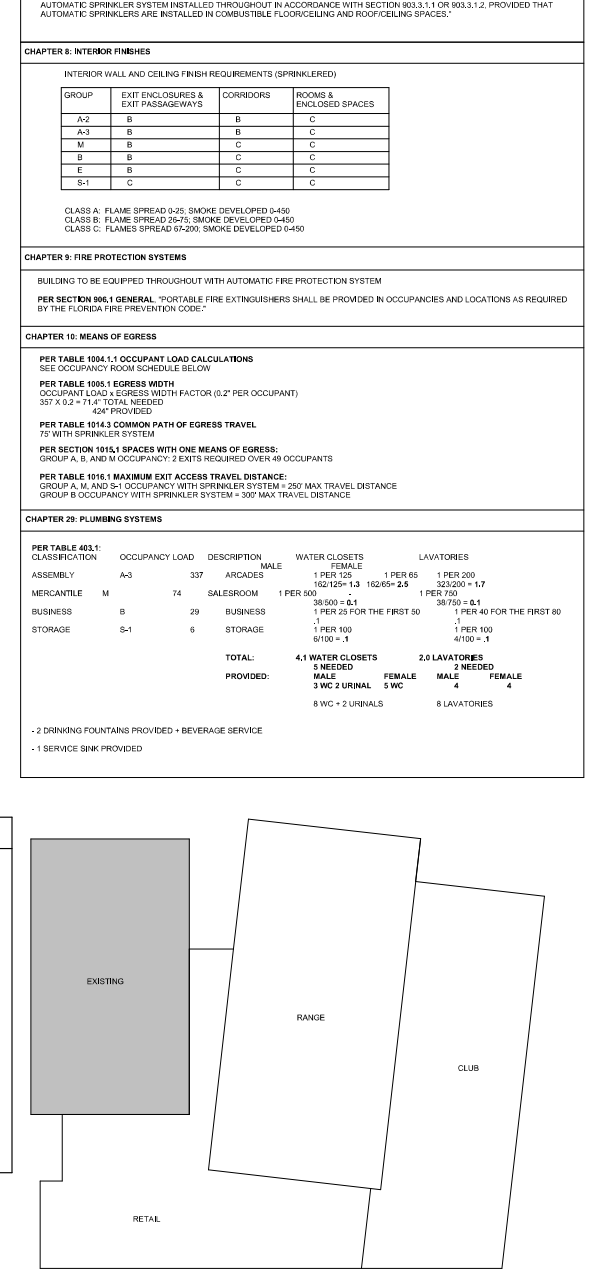 AUTOMATIC SPRINKLER SYSTEM INSTALLED THROUGHOUT IN ACCORDANCE WITH SECTION 903.3.1.1 OR 903.3.1.2, PROVIDED THAT
AUTOMATIC SPRINKLERS ARE INSTALLED IN COMBUSTIBLE FLOOR/CEILING AND ROOF/CEILING SPACES."
CHAPTER 8: INTERIOR FINISHES
INTERIOR WALL AND CEILING FINISH REQUIREMENTS (SPRINKLERED)
GROUP EXIT ENCLOSURES & EXIT PASSAGEWAYS CORRIDORS ROOMS & ENCLOSED SPACES
A-2 B B C
A-3 B B C
M B C C
B B C C
E B C C
S-1 C C C
CLASS A: FLAME SPREAD 0-25; SMOKE DEVELOPED 0-450
CLASS B: FLAME SPREAD 26-75; SMOKE DEVELOPED 0-450
CLASS C: FLAMES SPREAD 67-200; SMOKE DEVELOPED 0-450
CHAPTER 9: FIRE PROTECTION SYSTEMS
BUILDING TO BE EQUIPPED THROUGHOUT WITH AUTOMATIC FIRE PROTECTION SYSTEM
PER SECTION 906.1 GENERAL, "PORTABLE FIRE EXTINGUISHERS SHALL BE PROVIDED IN OCCUPANCIES AND LOCATIONS AS REQUIRED
BY THE FLORIDA FIRE PREVENTION CODE."
CHAPTER 10: MEANS OF EGRESS
PER TABLE 1004.1.1 OCCUPANT LOAD CALCULATIONS
SEE OCCUPANCY ROOM SCHEDULE BELOW
PER TABLE 1005.1 EGRESS WIDTH
OCCUPANT LOAD x EGRESS WIDTH FACTOR (0.2" PER OCCUPANT)
357 X 0.2 = 71.4" TOTAL NEEDED
424" PROVIDED
PER TABLE 1014.3 COMMON PATH OF EGRESS TRAVEL
75' WITH SPRINKLER SYSTEM
PER SECTION 1015.1 SPACES WITH ONE MEANS OF EGRESS:
GROUP A, B, AND M OCCUPANCY: 2 EXITS REQUIRED OVER 49 OCCUPANTS
PER TABLE 1016.1 MAXIMUM EXIT ACCESS TRAVEL DISTANCE:
GROUP A, M, AND S-1 OCCUPANCY WITH SPRINKLER SYSTEM = 250' MAX TRAVEL DISTANCE
GROUP B OCCUPANCY WITH SPRINKLER SYSTEM = 300' MAX TRAVEL DISTANCE
CHAPTER 29: PLUMBING SYSTEMS
PER TABLE 403.1:
CLASSIFICATION OCCUPANCY LOAD DESCRIPTION WATER CLOSETS LAVATORIES
MALE FEMALE
ASSEMBLY A-3 337 ARCADES 1 PER 125 1 PER 65 1 PER 200
162/125= 1.3 162/65= 2.5 323/200 = 1.7
MERCANTILE M 74 SALESROOM 1 PER 500 - 1 PER 750
38/500 = 0.1 38/750 = 0.1
BUSINESS B 29 BUSINESS 1 PER 25 FOR THE FIRST 50 1 PER 40 FOR THE FIRST 80
.1 .1
STORAGE S-1 6 STORAGE 1 PER 100 1 PER 100
6/100 = .1 4/100 = .1
TOTAL: 4.1 WATER CLOSETS 2.0 LAVATORIES
5 NEEDED 2 NEEDED
PROVIDED: MALE FEMALE MALE FEMALE
3 WC 2 URINAL 5 WC 4 4
8 WC + 2 URINALS 8 LAVATORIES
- 2 DRINKING FOUNTAINS PROVIDED + BEVERAGE SERVICE
- 1 SERVICE SINK PROVIDED
EXISTING
RANGE
CLUB
RETAIL